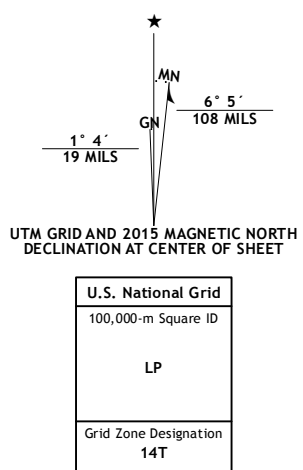 ★
MN
GN
6° 5´
108 MILS
1° 4´
19 MILS
UTM GRID AND 2015 MAGNETIC NORTH
DECLINATION AT CENTER OF SHEET
U.S. National Grid
100,000-m Square ID
LP
Grid Zone Designation
14T